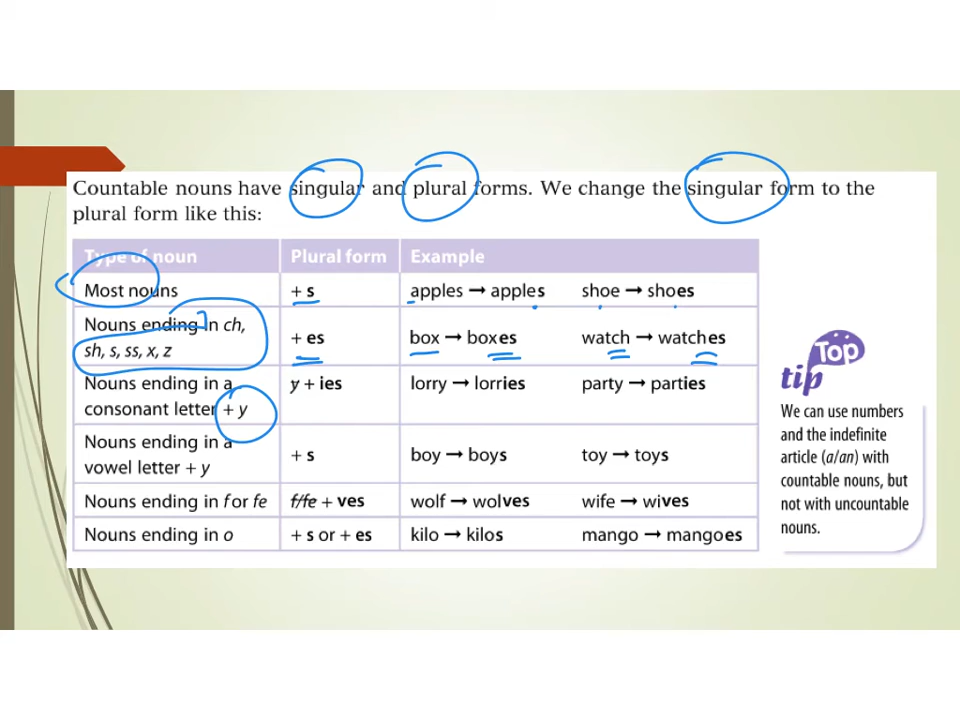 Countable nouns have singular and plural forms. We change the singular form to the
plural form like this:
Type of noun Plural form Example
Most nouns + s apples → apples shoe → shoes
Nouns ending in ch,
sh, s, ss, x, z + es box → boxes watch → watches
Nouns ending in a
consonant letter + y y + ies lorry → lorries party → parties
Nouns ending in a
vowel letter + y + s boy → boys toy → toys
Nouns ending in f or fe f/fe + ves wolf → wolves wife → wives
Nouns ending in o + s or + es kilo → kilos mango → mangoes
Top
tip
We can use numbers
and the indefinite
article (a/an) with
countable nouns, but
not with uncountable
nouns.